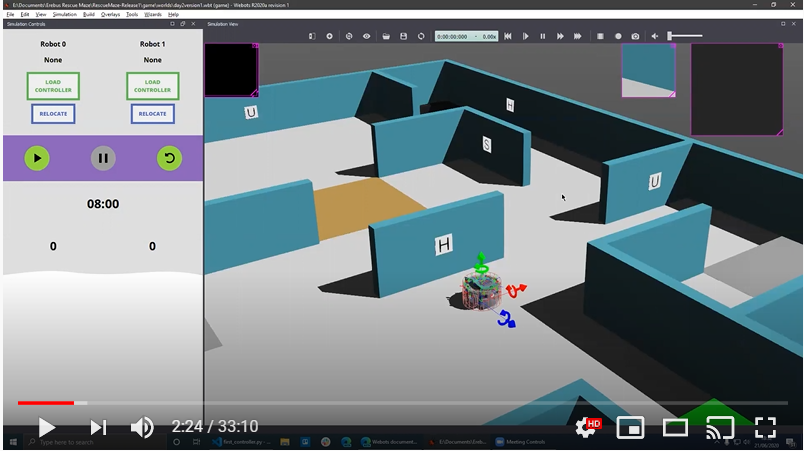 E:\Documents\Erebus Rescue Maze\RescueMaze-Release1\game\worlds\day2version1.wbt (game) - Webots R2020a revision 1
File Edit View Simulation Build Overlays Tools Wizards Help
Simulation Controls
Simulation View
Robot 0 Robot 1
None None
LOAD CONTROLLER LOAD CONTROLLER
RELOCATE RELOCATE
08:00
0 0
0:00:00:000 - 0.00x
U
H
S
U
H
2:24 / 33:10
HD
Type here to search
first_controller.py - ...
Webots document...
E:\Documents\Ereb...
Meeting Controls
21/06/2020